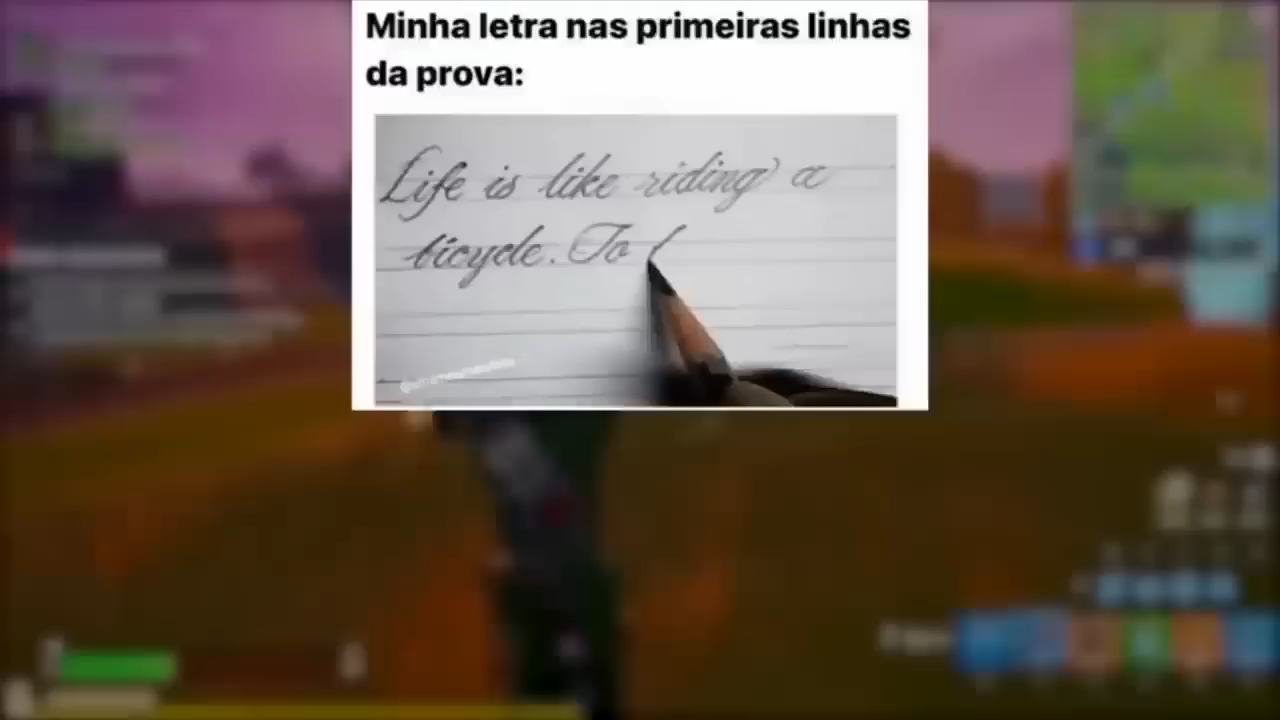 Minha letra nas primeiras linhas
da prova:
Life is like riding a
bicycle. To